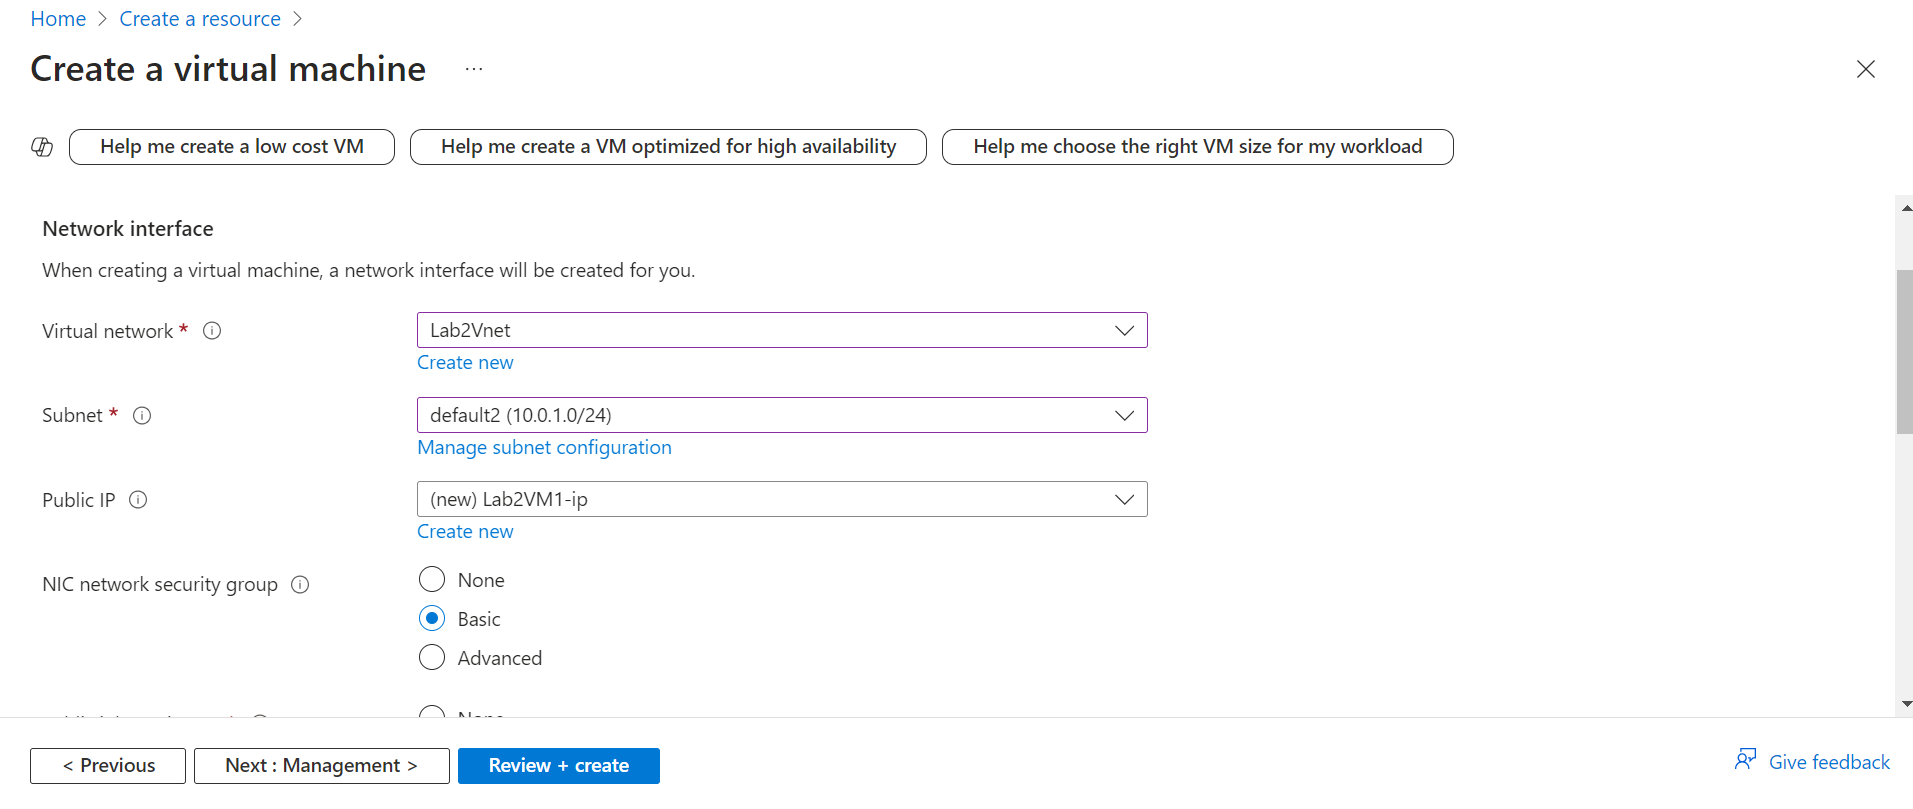 Home > Create a resource >
Create a virtual machine ...
Help me create a low cost VM Help me create a VM optimized for high availability Help me choose the right VM size for my workload
Network interface
When creating a virtual machine, a network interface will be created for you.
Virtual network * Lab2Vnet
Create new
Subnet * default2 (10.0.1.0/24)
Manage subnet configuration
Public IP (new) Lab2VM1-ip
Create new
NIC network security group None
Basic
Advanced
None
< Previous Next : Management > Review + create Give feedback